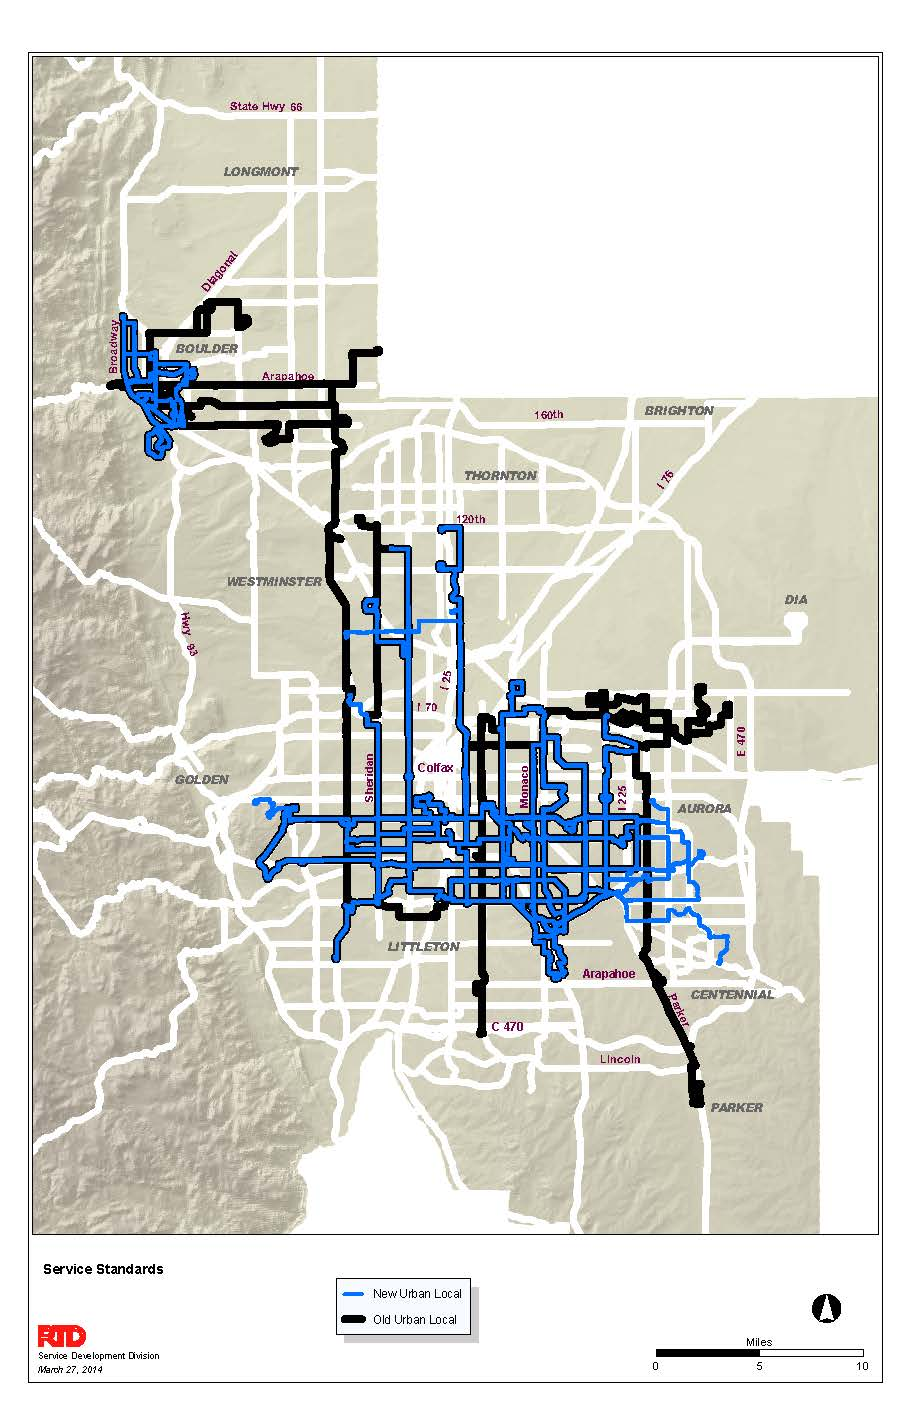 State Hwy 66
LONGMONT
Diagonal
Broadway
BOULDER
Arapahoe
160th
BRIGHTON
THORNTON
I 76
120th
WESTMINSTER
DIA
Hwy 93
I 25
I 70
E 470
Sheridan
Colfax
Monaco
I 225
GOLDEN
AURORA
LITTLETON
Arapahoe
CENTENNIAL
Parker
C 470
Lincoln
PARKER
Service Standards
New Urban Local
Old Urban Local
RTD
Service Development Division
March 27, 2014
Miles
0 5 10